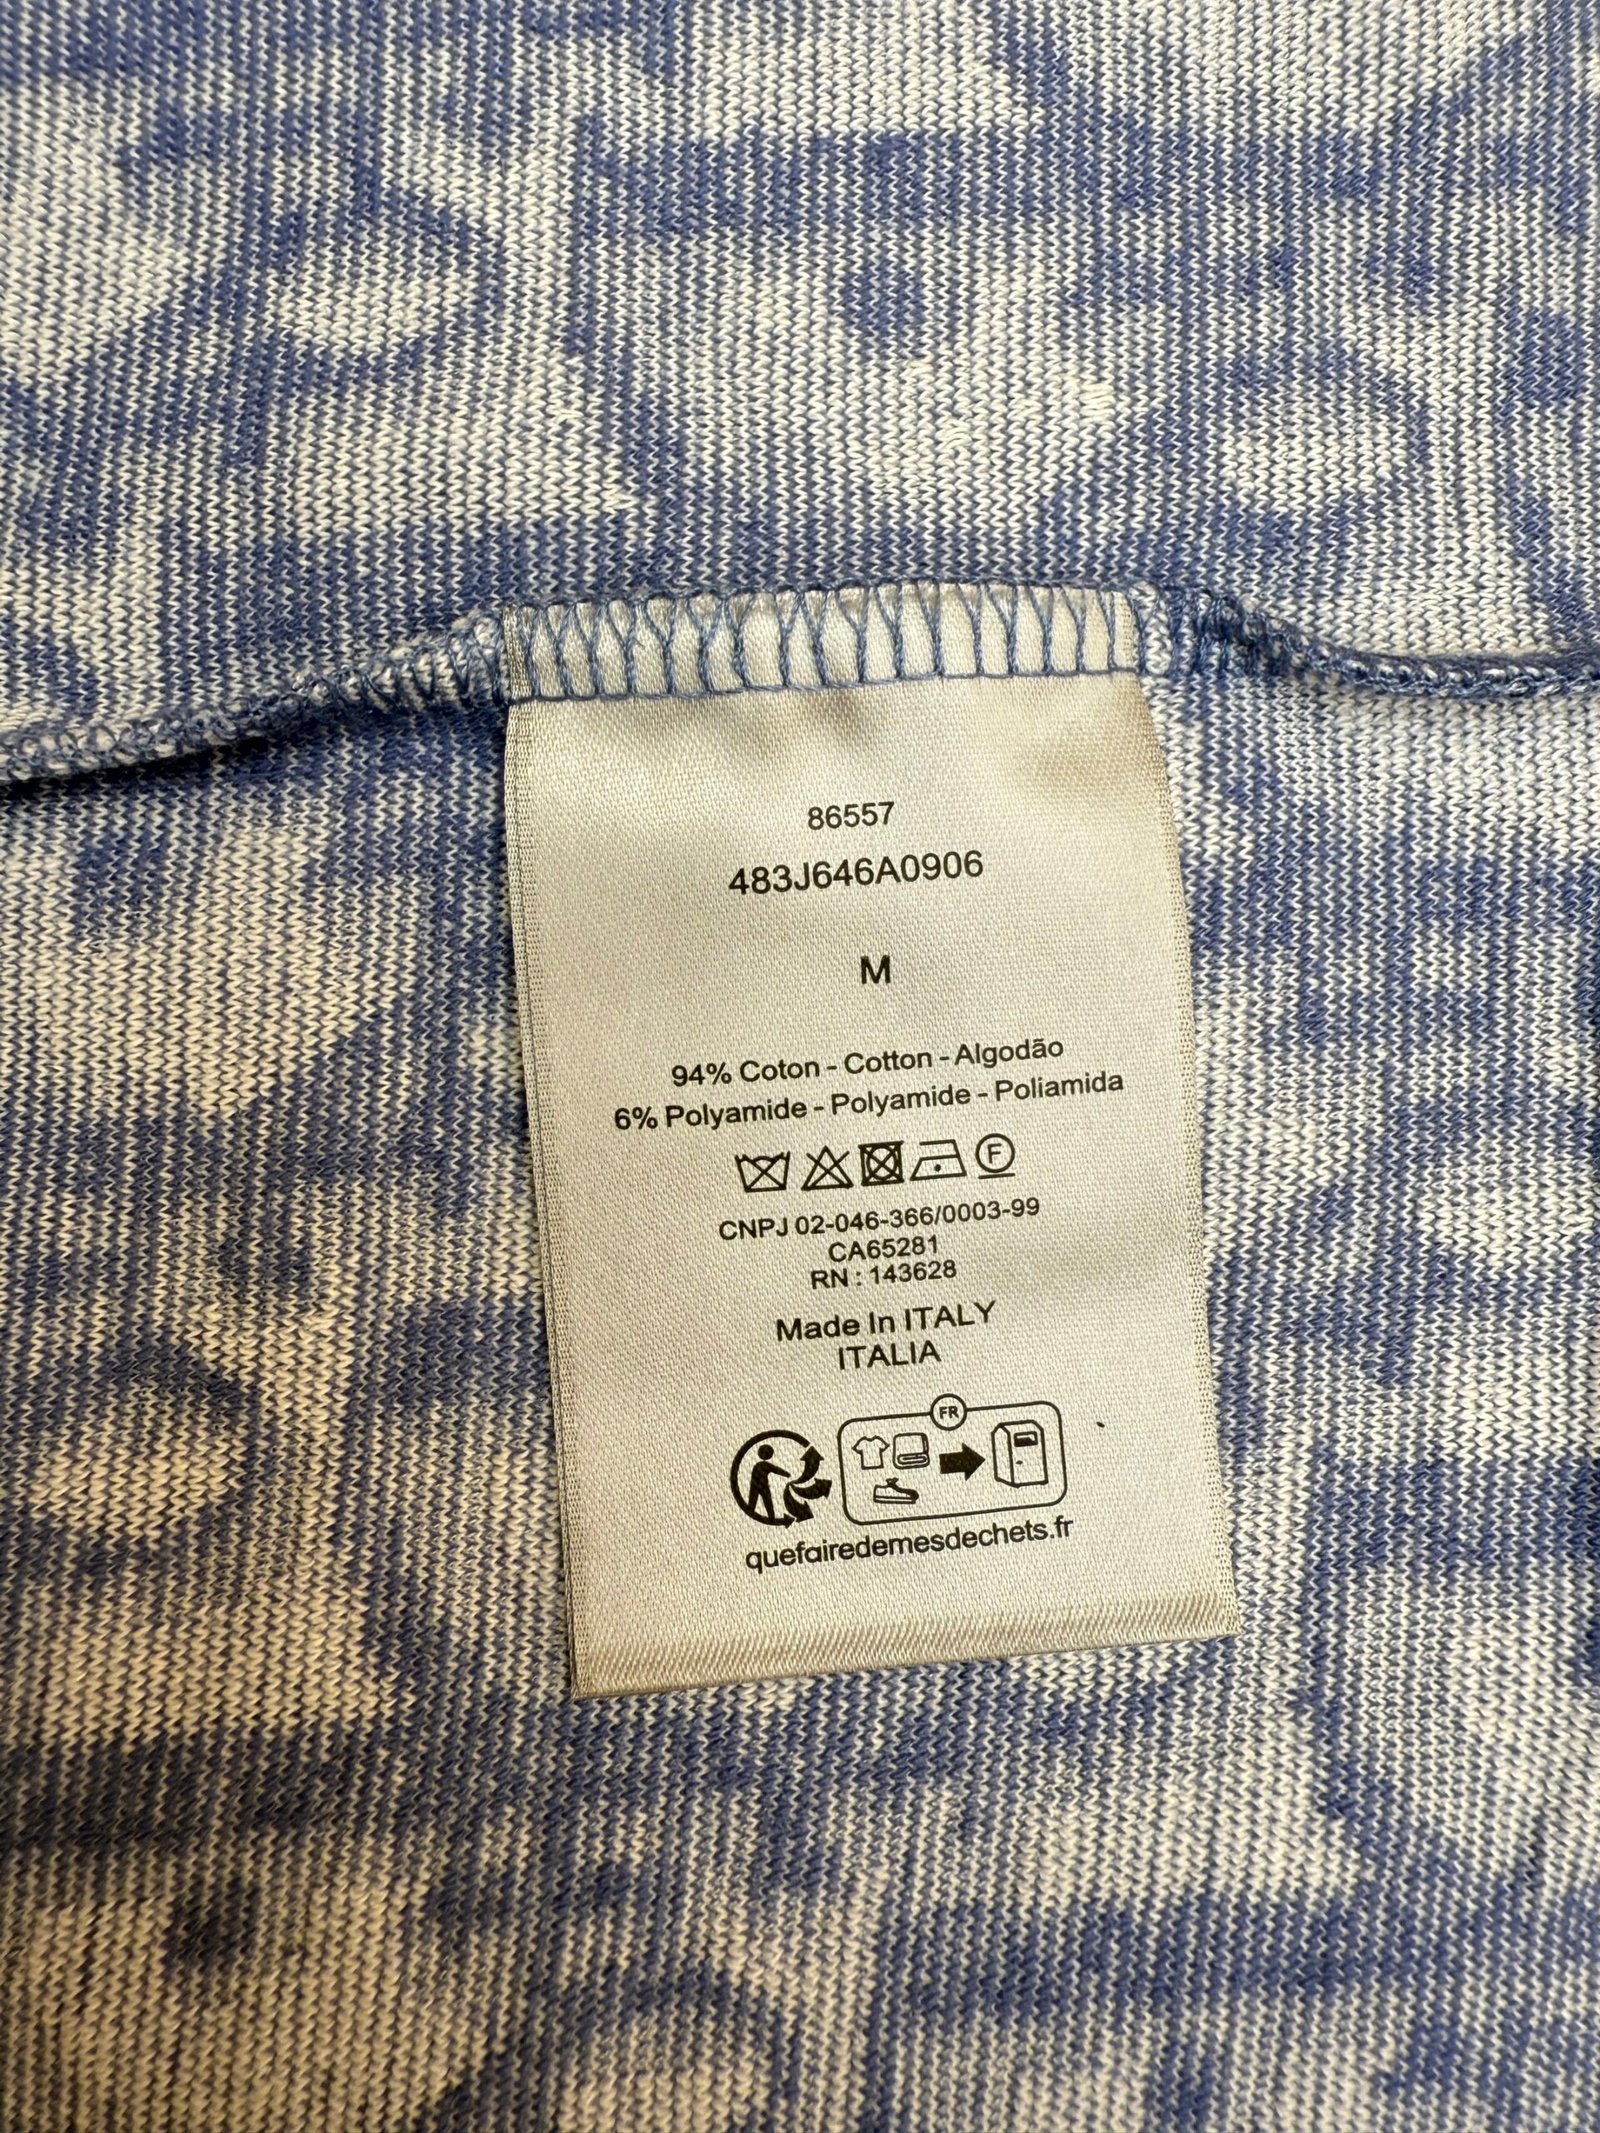 86557
483J646A0906
M
94% Coton - Cotton - Algodão
6% Polyamide - Polyamide - Poliamida
F
CNPJ 02-046-366/0003-99
CA65281
RN : 143628
Made In ITALY
ITALIA
FR
quefairedemesdechets.fr